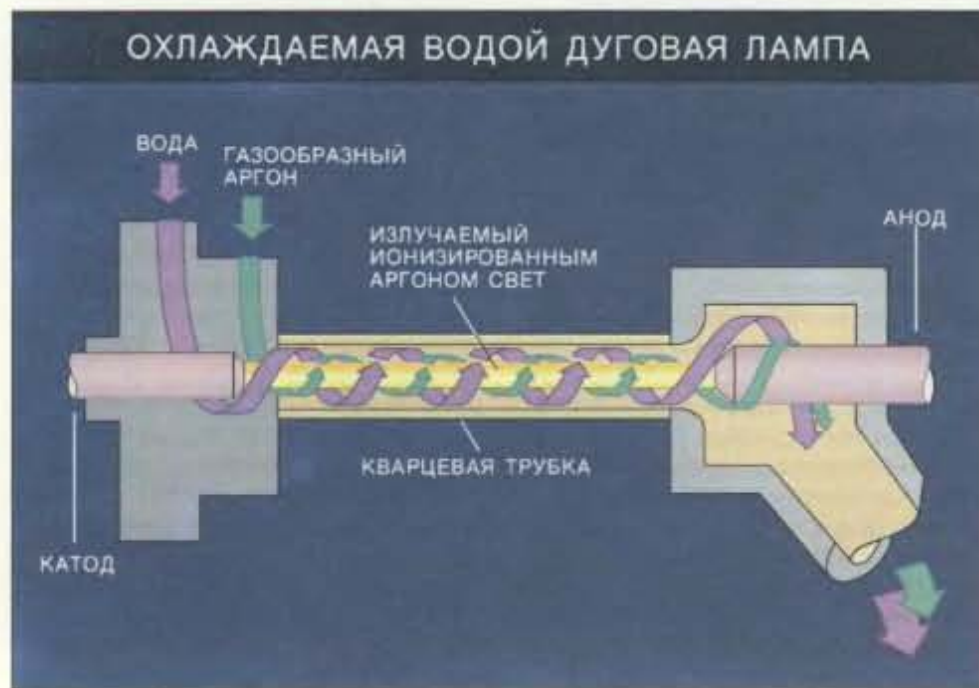 ОХЛАЖДАЕМАЯ ВОДОЙ ДУГОВАЯ ЛАМПА
ВОДА
ГАЗООБРАЗНЫЙ
АРГОН
ИЗЛУЧАЕМЫЙ
ИОНИЗИРОВАННЫМ
АРГОНОМ СВЕТ
АНОД
КВАРЦЕВАЯ ТРУБКА
КАТОД